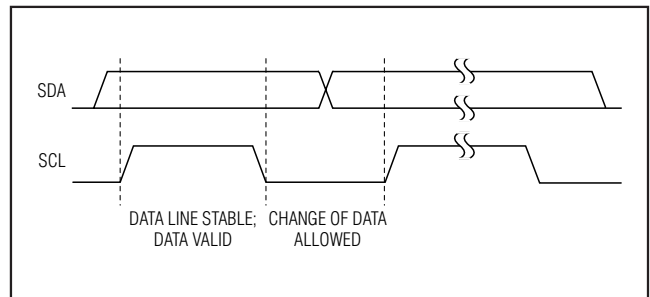 SDA
SCL
DATA LINE STABLE; CHANGE OF DATA
DATA VALID ALLOWED